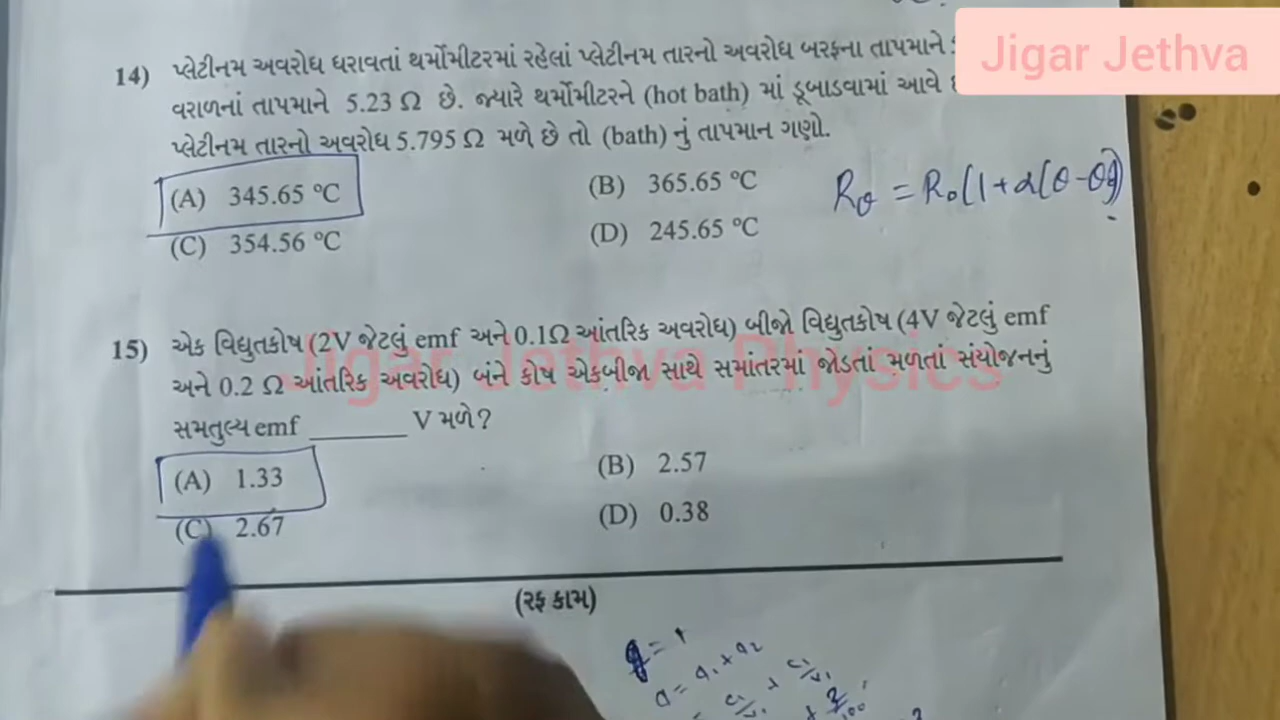 Jigar Jethva
14) પ્લેટીનમ અવરોધ ધરાવતાં થર્મોમીટરમાં રહેલાં પ્લેટીનમ તારનો અવરોધ બરફના તાપમાને
વરાળનાં તાપમાને 5.23 Ω છે. જ્યારે થર્મોમીટરને (hot bath) માં ડૂબાડવામાં આવે
પ્લેટીનમ તારનો અવરોધ 5.795 Ω મળે છે તો (bath) નું તાપમાન ગણો.
(A) 345.65 °C (B) 365.65 °C
(C) 354.56 °C (D) 245.65 °C
Rθ = R₀(1+α(θ-θ₀))
15) એક વિદ્યુતકોષ (2V જેટલું emf અને 0.1Ω આંતરિક અવરોધ) બીજો વિદ્યુતકોષ (4V જેટલું emf
અને 0.2 Ω આંતરિક અવરોધ) બંને કોષ એકબીજા સાથે સમાંતરમાં જોડતાં મળતાં સંયોજનનું
Jigar Jethva Physics
સમતુલ્ય emf ________ V મળે?
(A) 1.33 (B) 2.57
(C) 2.67 (D) 0.38
(રફ કામ)